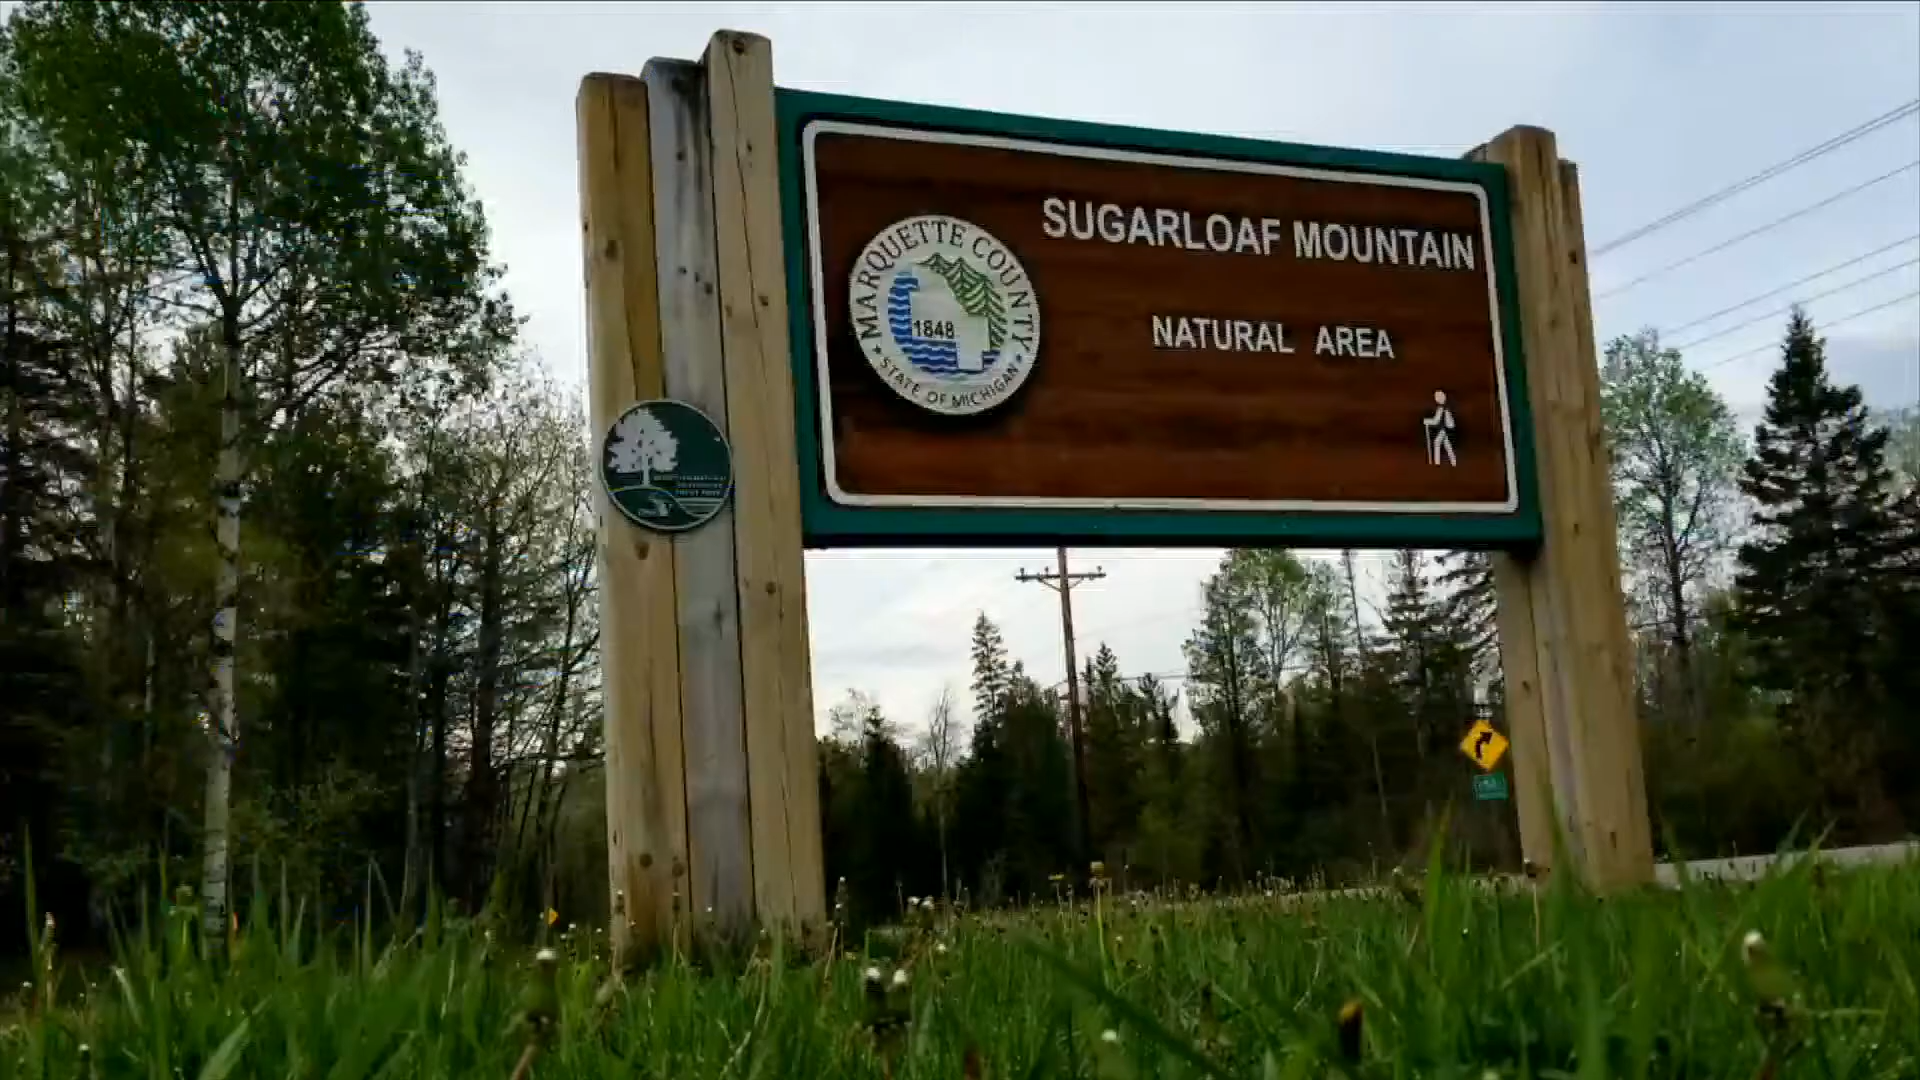 SUGARLOAF MOUNTAIN
NATURAL AREA
MARQUETTE COUNTY
1848
STATE OF MICHIGAN